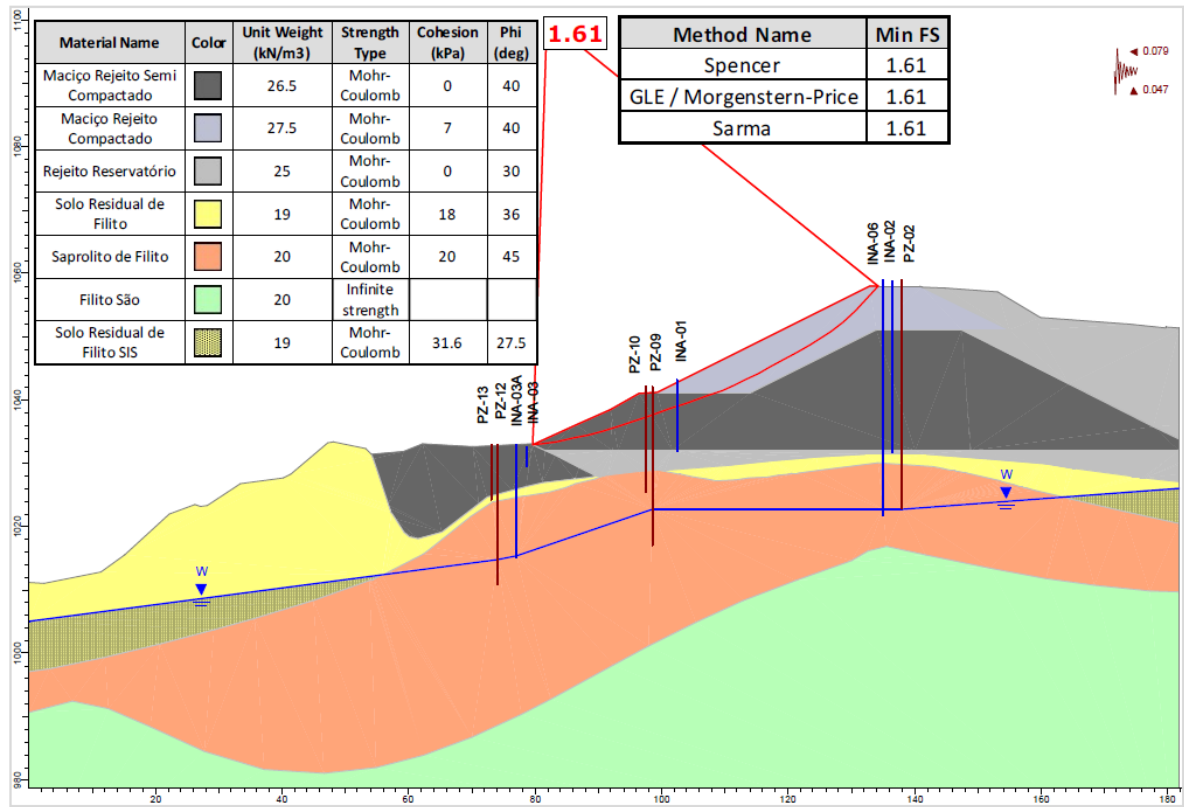 Material Name Color Unit Weight (kN/m3) Strength Type Cohesion (kPa) Phi (deg)
Maciço Rejeito Semi Compactado 26.5 Mohr-Coulomb 0 40
Maciço Rejeito Compactado 27.5 Mohr-Coulomb 7 40
Rejeito Reservatório 25 Mohr-Coulomb 0 30
Solo Residual de Filito 19 Mohr-Coulomb 18 36
Saprolito de Filito 20 Mohr-Coulomb 20 45
Filito São 20 Infinite strength
Solo Residual de Filito SIS 19 Mohr-Coulomb 31.6 27.5
1.61
Method Name Min FS
Spencer 1.61
GLE / Morgenstern-Price 1.61
Sarma 1.61
0.079
0.047
INA-06
INA-02
PZ-02
PZ-10
PZ-09
INA-01
PZ-13
PZ-12
INA-03A
INA-03
W
W
1100
1080
1060
1040
1020
1000
980
20 40 60 80 100 120 140 160 180